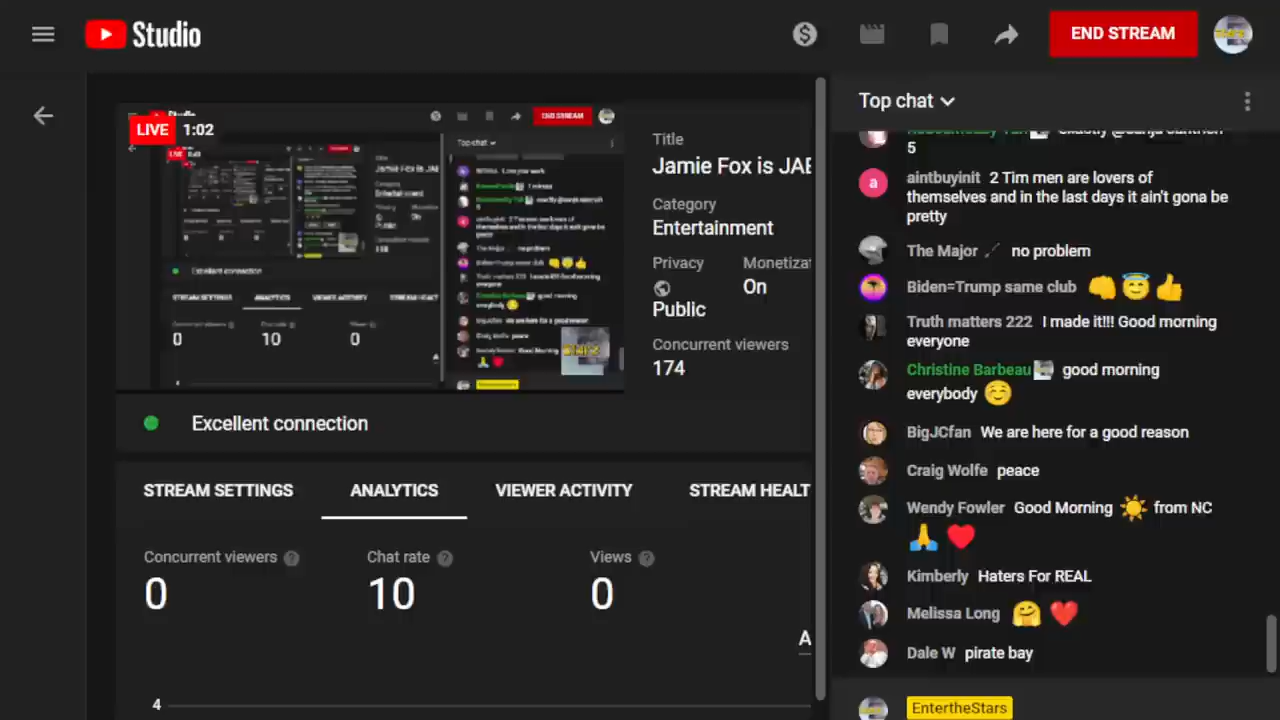 Studio
END STREAM
LIVE 1:02
Title
Jamie Fox is JAB
Category
Entertainment
Privacy
Monetizat
On
Public
Concurrent viewers
174
Excellent connection
STREAM SETTINGS
ANALYTICS
VIEWER ACTIVITY
STREAM HEALT
Concurrent viewers
0
Chat rate
10
Views
0
A
4
Top chat
5
aintbuyinit 2 Tim men are lovers of
themselves and in the last days it ain't gona be
pretty
The Major no problem
Biden=Trump same club 👊😇👍
Truth matters 222 I made it!!! Good morning
everyone
Christine Barbeau good morning
everybody ☺️
BigJCfan We are here for a good reason
Craig Wolfe peace
Wendy Fowler Good Morning ☀️ from NC
🙏 ❤️
Kimberly Haters For REAL
Melissa Long 🤗 ❤️
Dale W pirate bay
EntertheStars